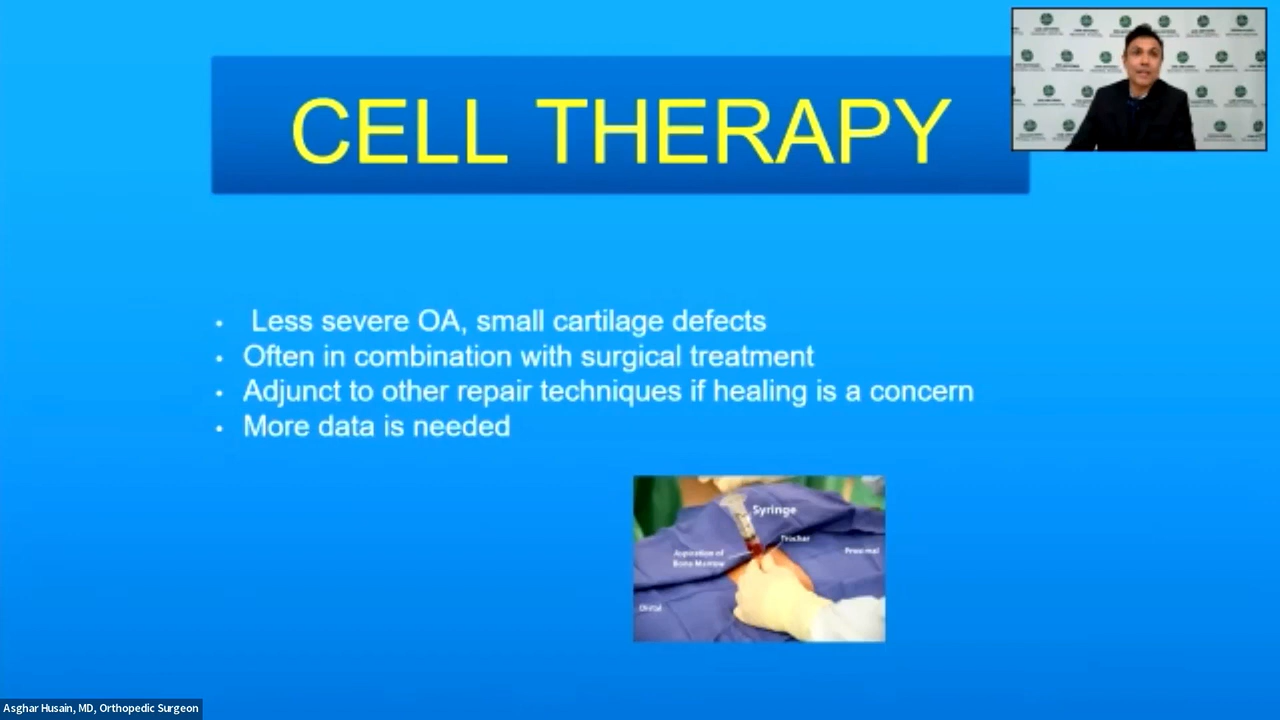 CELL THERAPY
• Less severe OA, small cartilage defects
• Often in combination with surgical treatment
• Adjunct to other repair techniques if healing is a concern
• More data is needed
Syringe
Trochar
Aspiration of
Bone Marrow
Proximal
Distal
Asghar Husain, MD, Orthopedic Surgeon